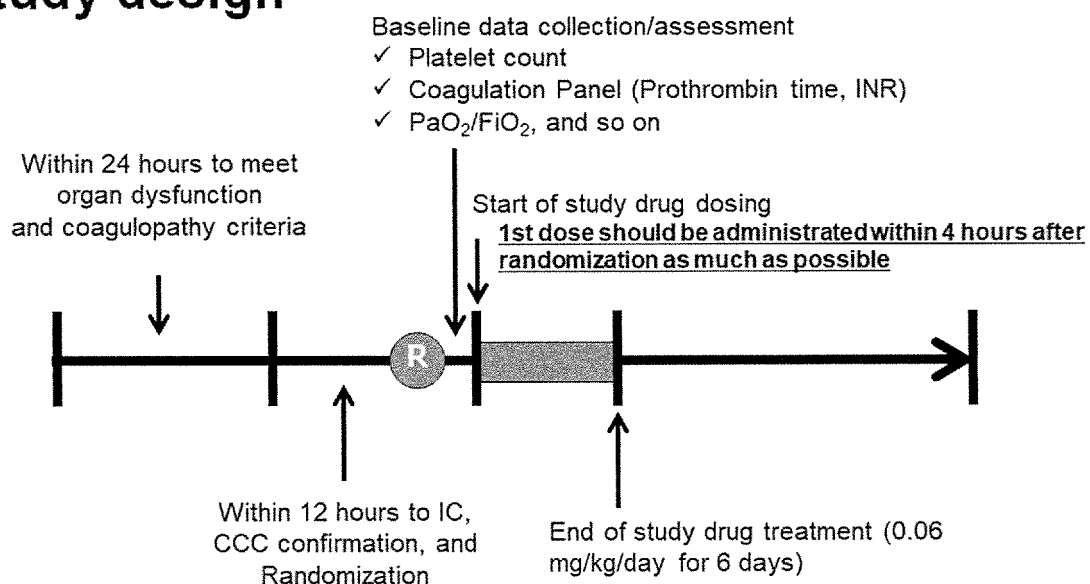 Baseline data collection/assessment
✓ Platelet count
✓ Coagulation Panel (Prothrombin time, INR)
✓ PaO₂/FiO₂, and so on
Within 24 hours to meet
organ dysfunction
and coagulopathy criteria
Start of study drug dosing
1st dose should be administrated within 4 hours after
randomization as much as possible
R
Within 12 hours to IC,
CCC confirmation, and
Randomization
End of study drug treatment (0.06
mg/kg/day for 6 days)